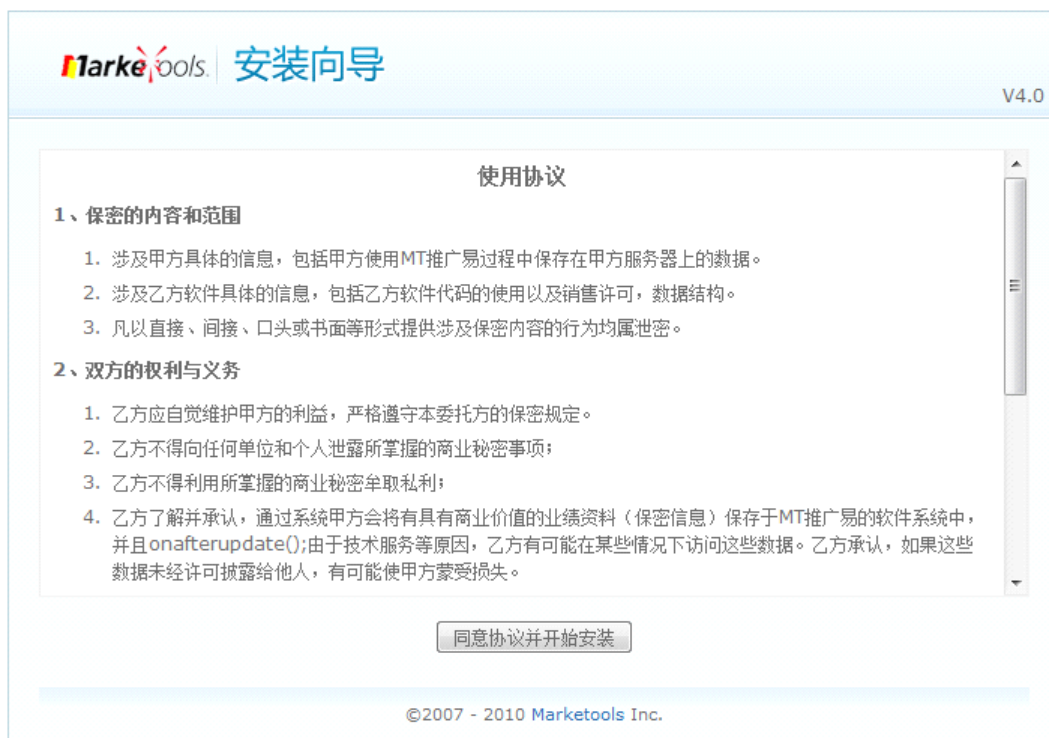 Marketools. 安装向导
V4.0
使用协议
1、保密的内容和范围
1. 涉及甲方具体的信息，包括甲方使用MT推广易过程中保存在甲方服务器上的数据。
2. 涉及乙方软件具体的信息，包括乙方软件代码的使用以及销售许可，数据结构。
3. 凡以直接、间接、口头或书面等形式提供涉及保密内容的行为均属泄密。
2、双方的权利与义务
1. 乙方应自觉维护甲方的利益，严格遵守本委托方的保密规定。
2. 乙方不得向任何单位和个人泄露所掌握的商业秘密事项；
3. 乙方不得利用所掌握的商业秘密牟取私利；
4. 乙方了解并承认，通过系统甲方会将有具有商业价值的业绩资料（保密信息）保存于MT推广易的软件系统中，
并且onafterupdate();由于技术服务等原因，乙方有可能在某些情况下访问这些数据。乙方承认，如果这些
数据未经许可披露给他人，有可能使甲方蒙受损失。
同意协议并开始安装
©2007 - 2010 Marketools Inc.